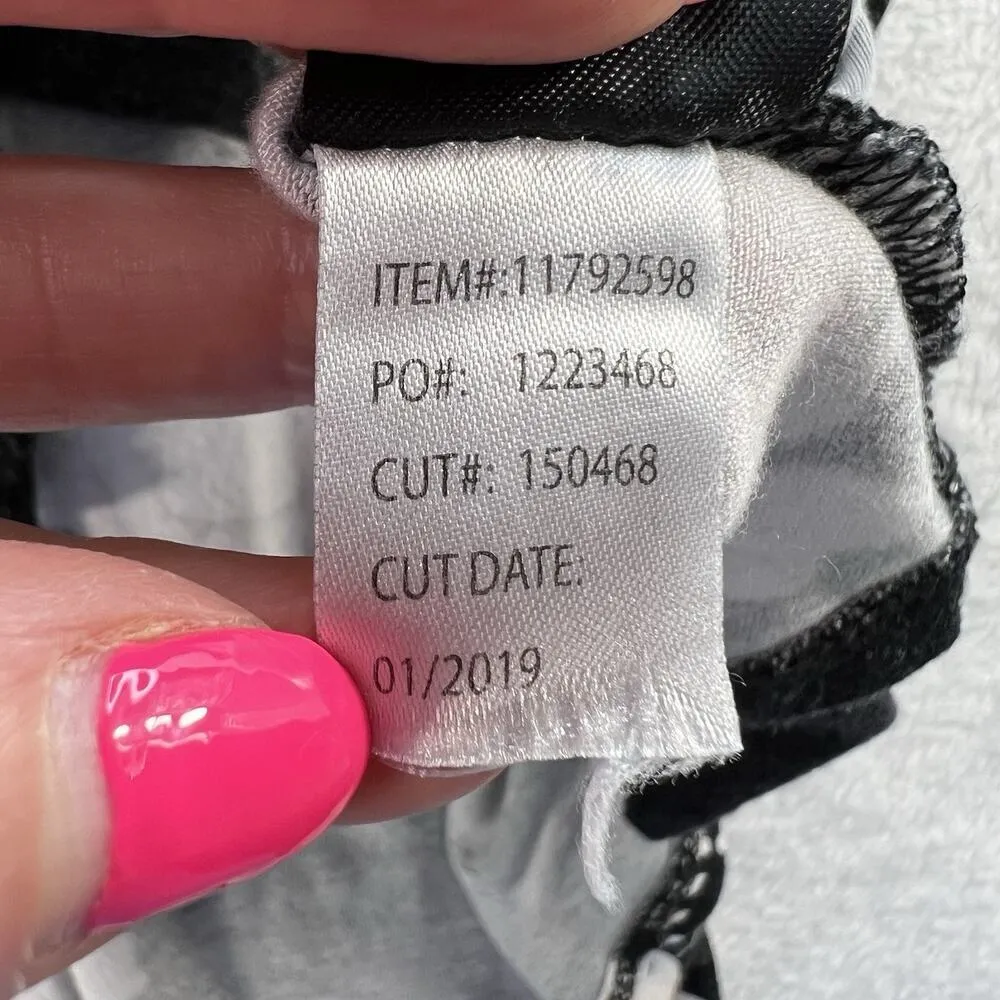 ITEM#:11792598
PO#: 1223468
CUT#: 150468
CUT DATE:
01/2019